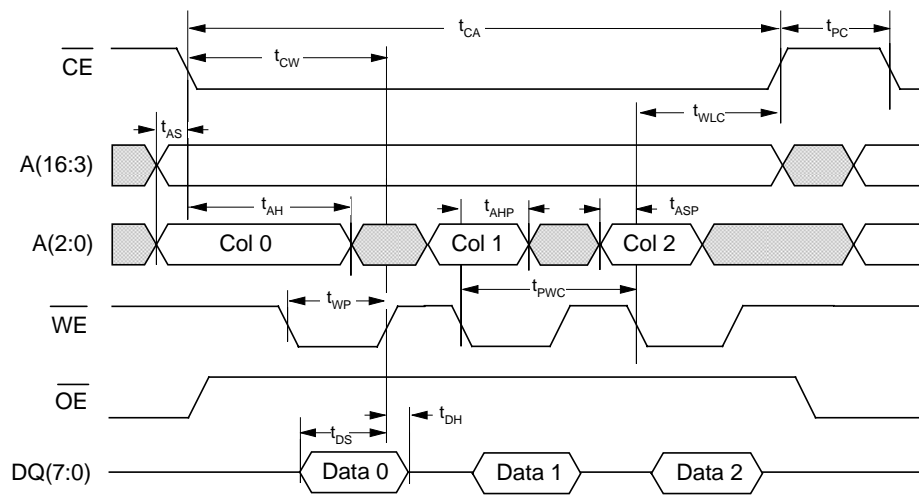 t_CA
t_PC
t_CW
CE
t_WLC
t_AS
A(16:3)
t_AH
t_AHP
t_ASP
A(2:0)
Col 0
Col 1
Col 2
t_WP
t_PWC
WE
OE
t_DS
t_DH
DQ(7:0)
Data 0
Data 1
Data 2